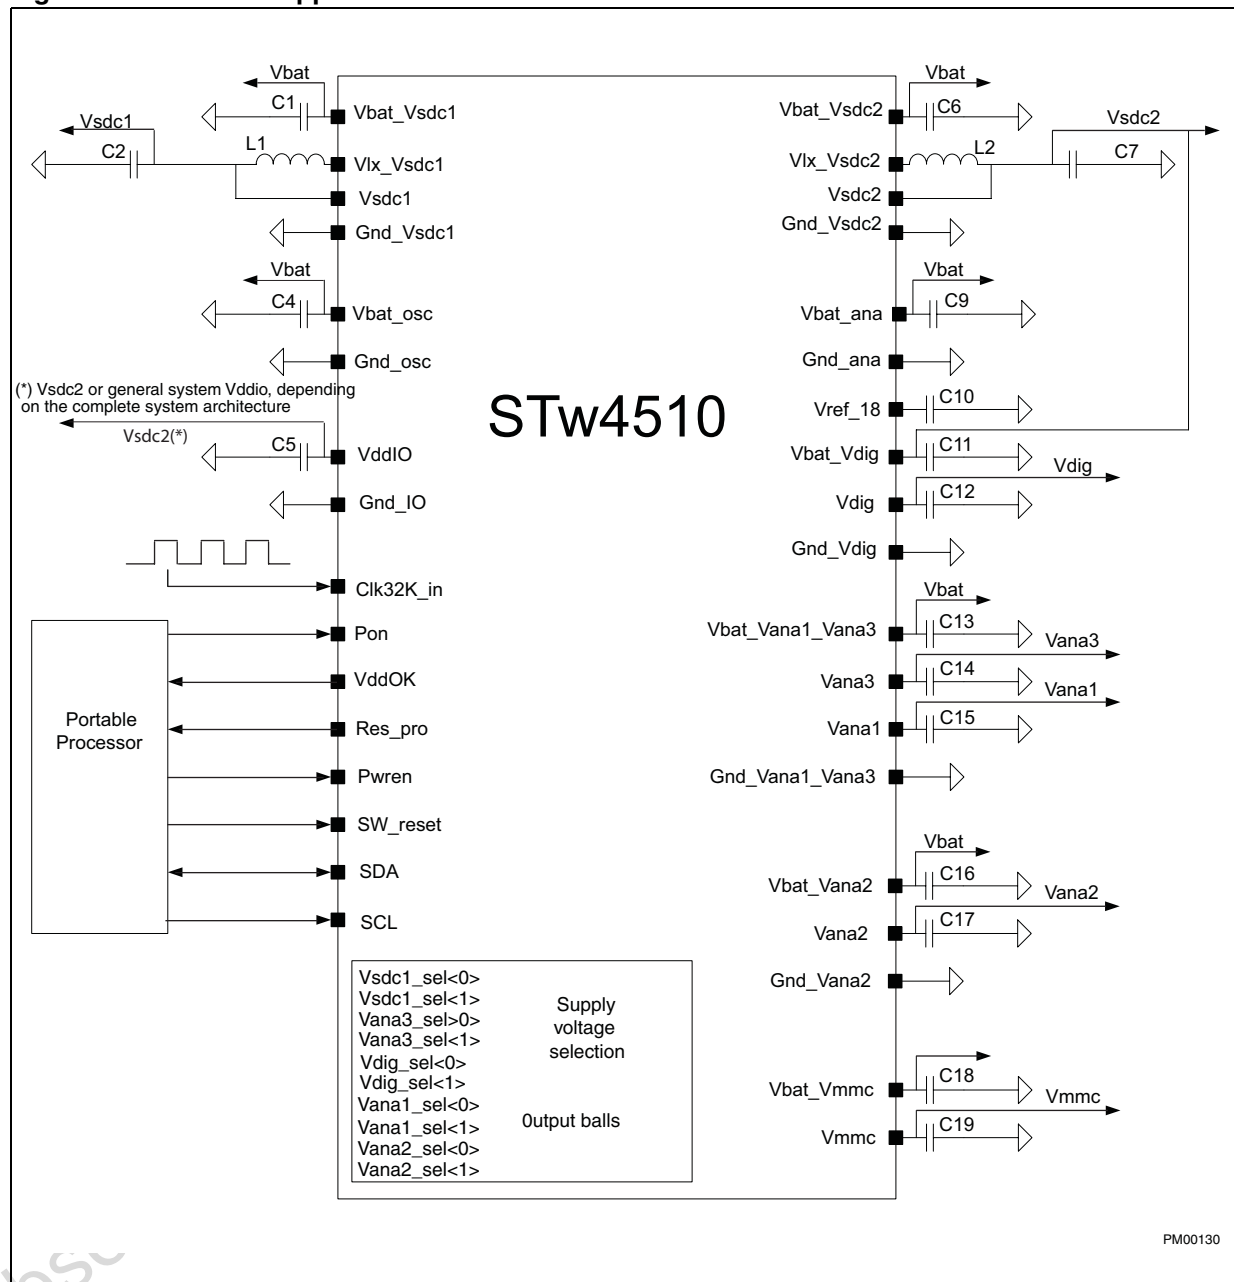 Vbat
C1
Vbat_Vsdc1
Vsdc1
C2
L1
Vlx_Vsdc1
Vsdc1
Gnd_Vsdc1
Vbat
C4
Vbat_osc
Gnd_osc
(*) Vsdc2 or general system Vddio, depending
on the complete system architecture
Vsdc2(*)
C5
VddIO
Gnd_IO
Clk32K_in
Pon
VddOK
Res_pro
Pwren
SW_reset
SDA
SCL
Portable
Processor
STw4510
Vbat
Vbat_Vsdc2
C6
Vsdc2
Vlx_Vsdc2
L2
C7
Vsdc2
Gnd_Vsdc2
Vbat
Vbat_ana
C9
Gnd_ana
Vref_18
C10
Vbat_Vdig
C11
Vdig
Vdig
C12
Gnd_Vdig
Vbat
Vbat_Vana1_Vana3
C13
Vana3
Vana3
C14
Vana1
Vana1
C15
Gnd_Vana1_Vana3
Vbat
Vbat_Vana2
C16
Vana2
Vana2
C17
Gnd_Vana2
Vbat_Vmmc
C18
Vmmc
Vmmc
C19
Vsdc1_sel<0>
Vsdc1_sel<1>
Vana3_sel>0>
Vana3_sel<1>
Vdig_sel<0>
Vdig_sel<1>
Vana1_sel<0>
Vana1_sel<1>
Vana2_sel<0>
Vana2_sel<1>
Supply
voltage
selection
0utput balls
PM00130